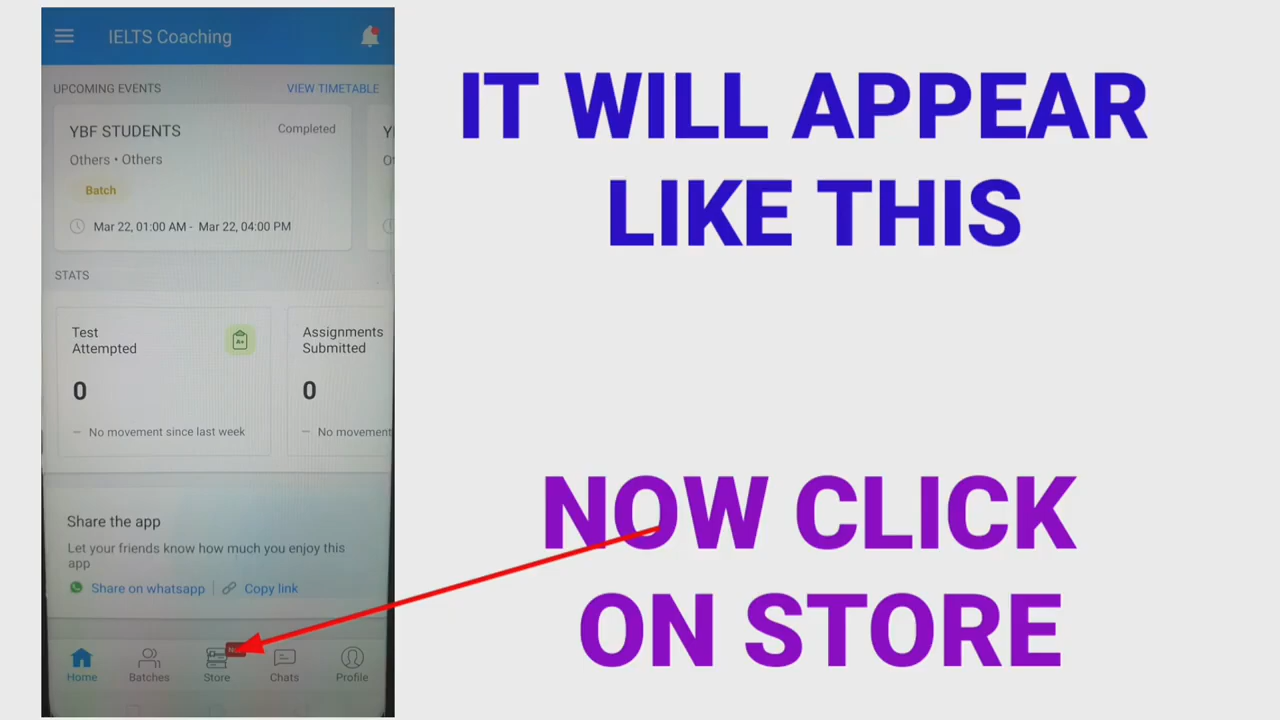 IELTS Coaching
UPCOMING EVENTS
VIEW TIMETABLE
YBF STUDENTS
Completed
Others • Others
Batch
Mar 22, 01:00 AM - Mar 22, 04:00 PM
STATS
Test
Attempted
0
No movement since last week
Assignments
Submitted
0
No movement
Share the app
Let your friends know how much you enjoy this
app
Share on whatsapp
Copy link
Home
Batches
Store
Chats
Profile
IT WILL APPEAR
LIKE THIS
NOW CLICK
ON STORE